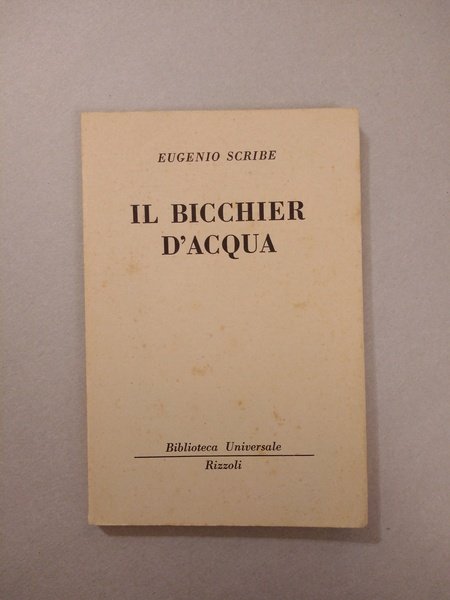 EUGENIO SCRIBE
IL BICCHIER
D'ACQUA
Biblioteca Universale
Rizzoli